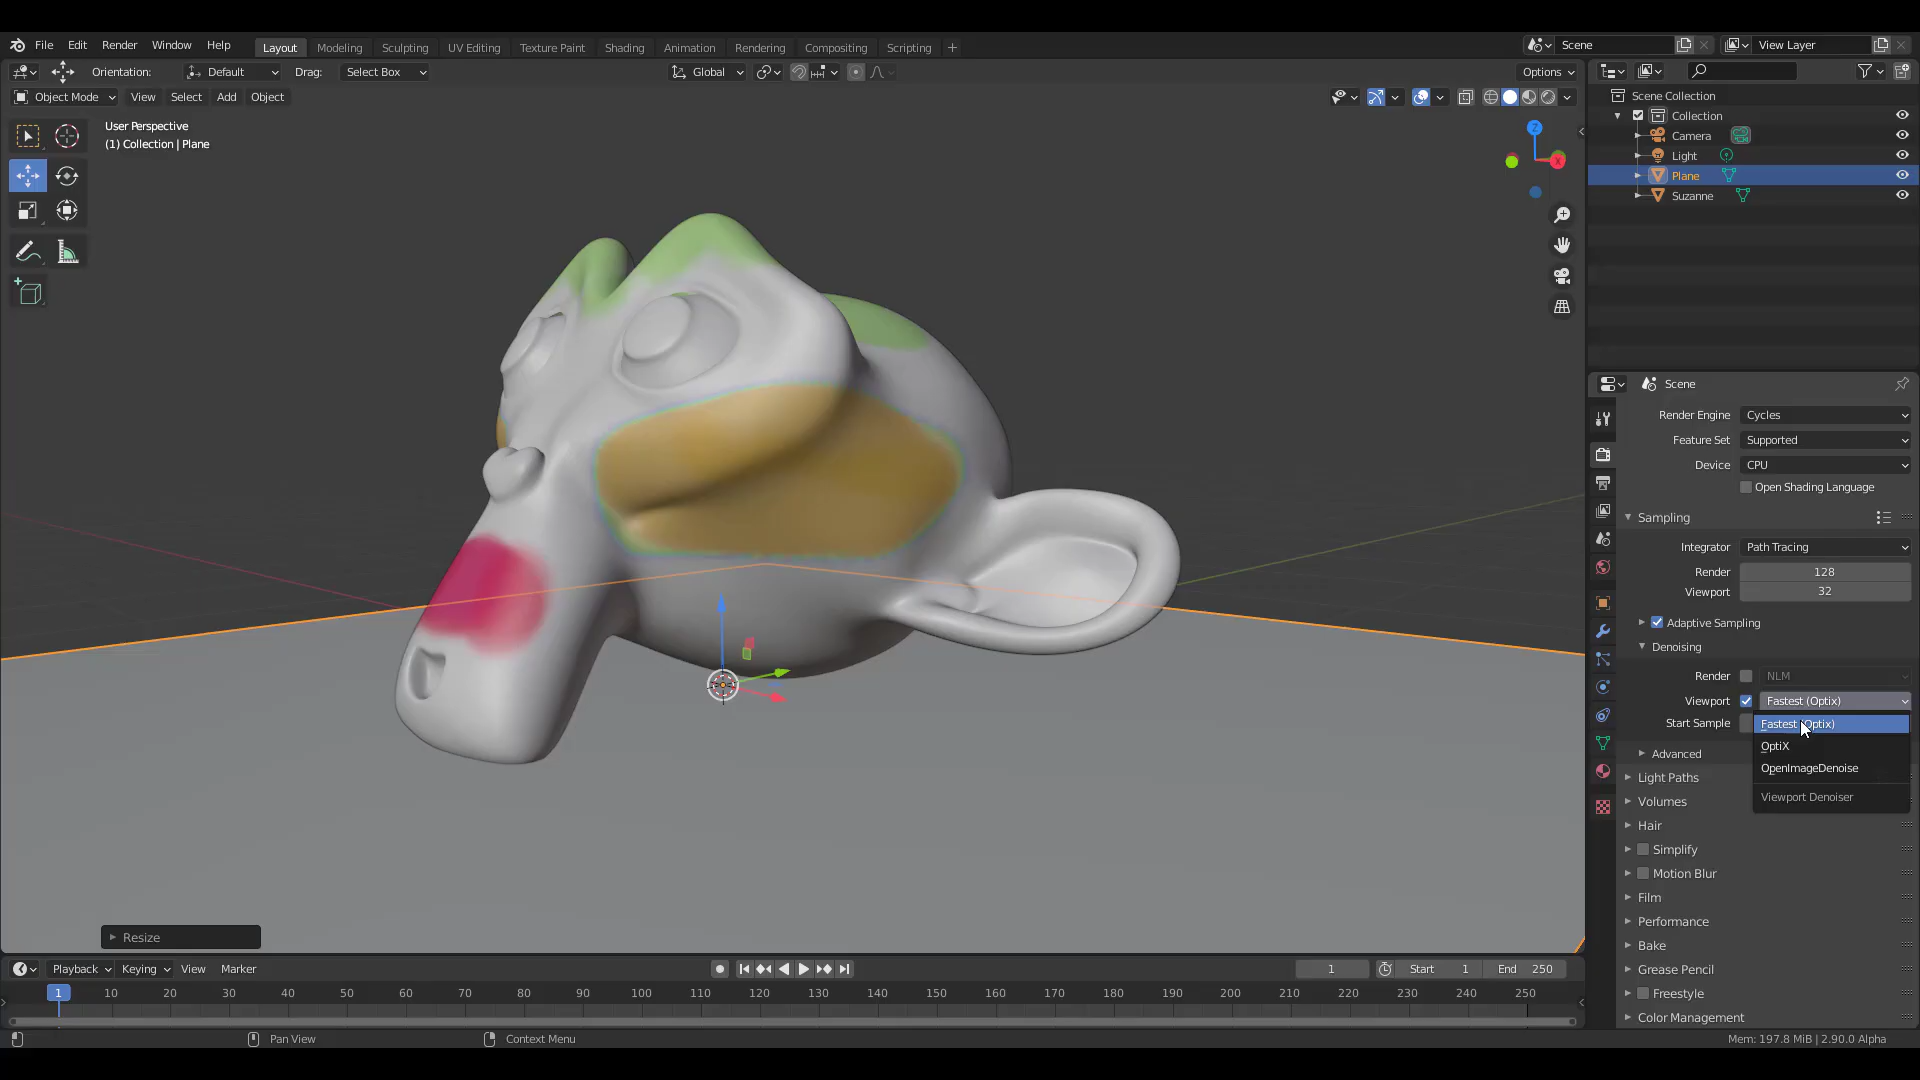 File Edit Render Window Help Layout Modeling Sculpting UV Editing Texture Paint Shading Animation Rendering Compositing Scripting + Scene View Layer
Orientation: Default Drag: Select Box Global Options
Object Mode View Select Add Object
User Perspective
(1) Collection | Plane
Z
X
Scene Collection
Collection
Camera
Light
Plane
Suzanne
Scene
Render Engine Cycles
Feature Set Supported
Device CPU
Open Shading Language
Sampling
Integrator Path Tracing
Render 128
Viewport 32
Adaptive Sampling
Denoising
Render NLM
Viewport Fastest (Optix)
Start Sample
Fastest (Optix)
OptiX
OpenImageDenoise
Viewport Denoiser
Advanced
Light Paths
Volumes
Hair
Simplify
Motion Blur
Film
Performance
Bake
Grease Pencil
Freestyle
Color Management
Resize
Playback Keying View Marker 1 Start 1 End 250
1 10 20 30 40 50 60 70 80 90 100 110 120 130 140 150 160 170 180 190 200 210 220 230 240 250
Pan View Context Menu Mem: 197.8 MiB | 2.90.0 Alpha